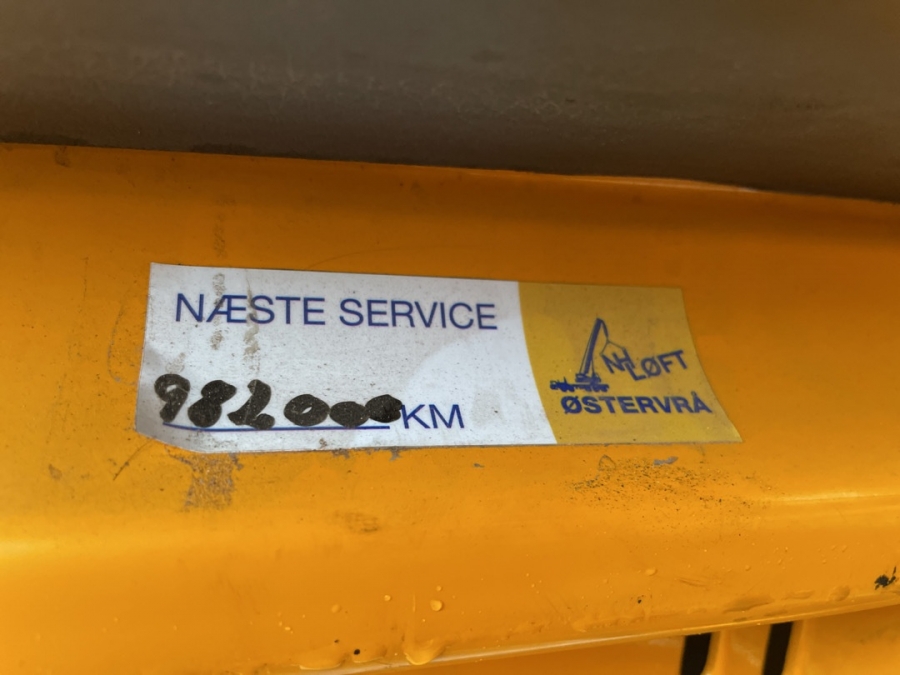 NÆSTE SERVICE
982000 KM
NH LØFT
ØSTERVRÅ